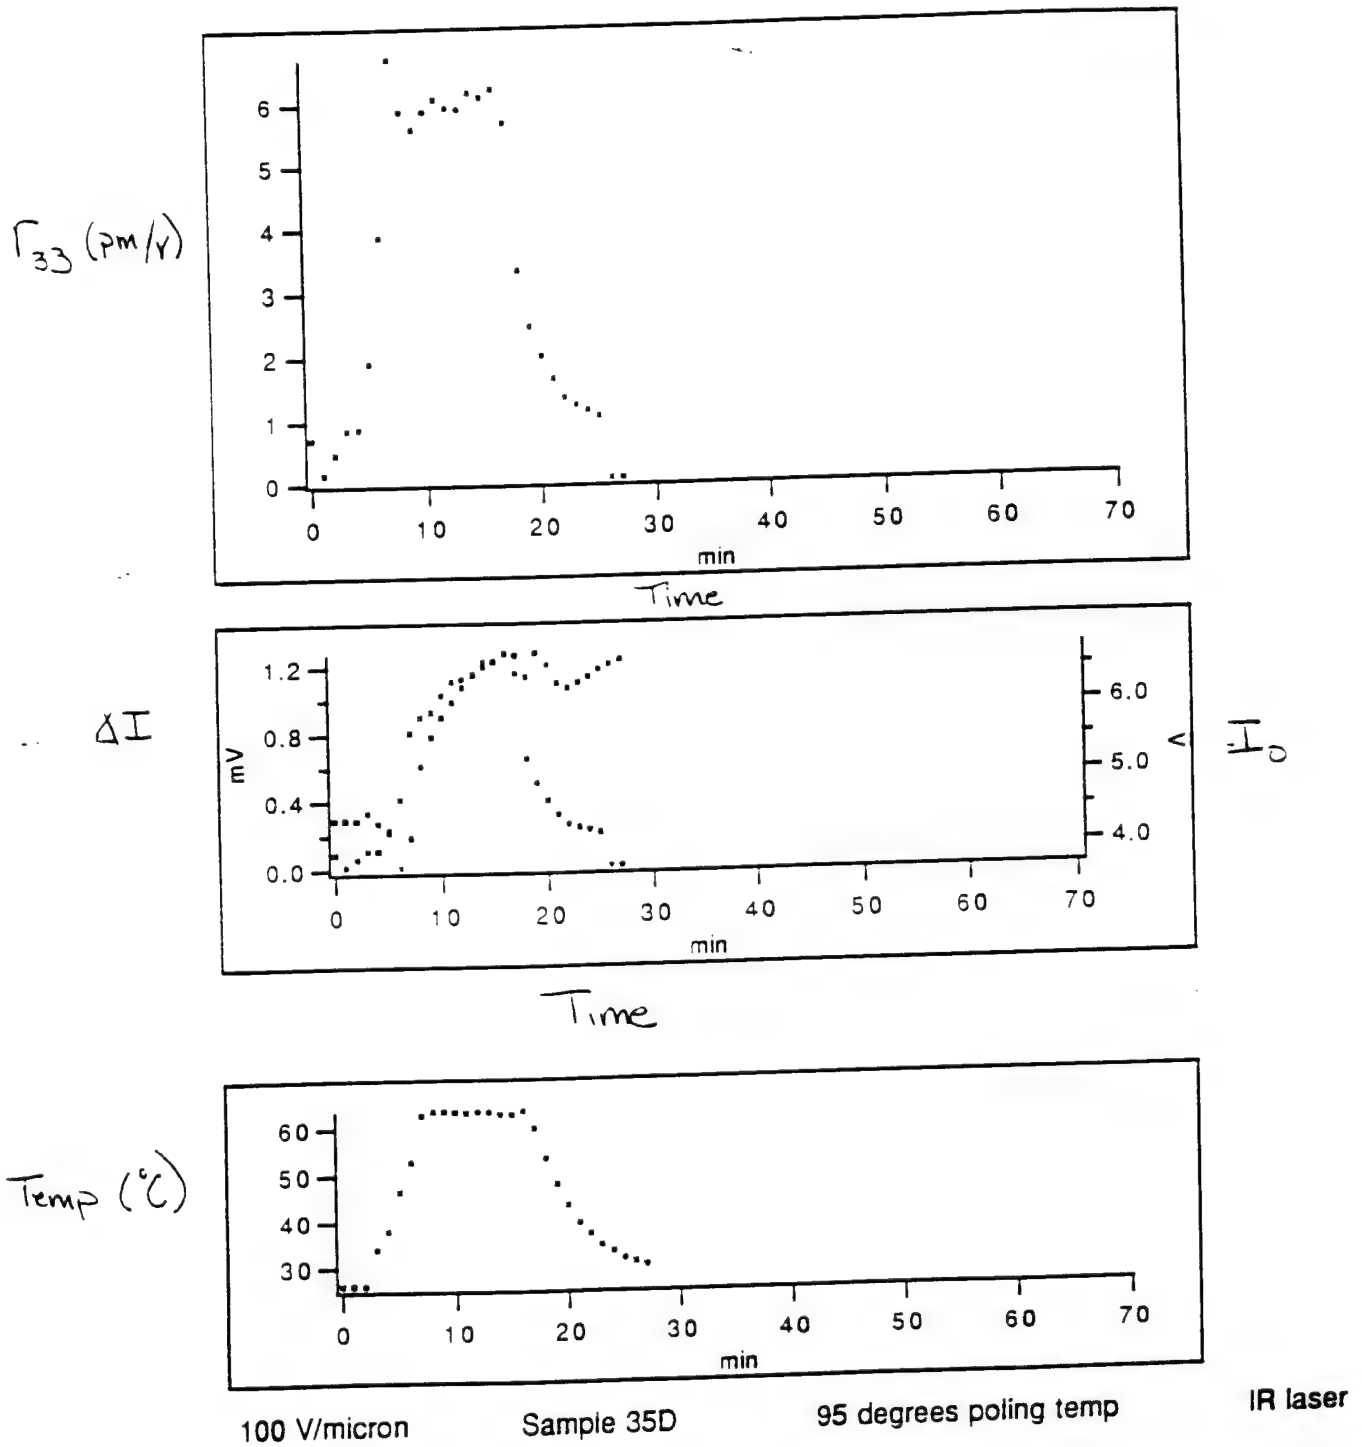 6
5
4
3
2
1
0
Γ33 (pm/V)
0 10 20 30 40 50 60 70
min
Time
1.2
0.8
0.4
0.0
mV
ΔI
6.0
5.0
4.0
V
I0
0 10 20 30 40 50 60 70
min
Time
60
50
40
30
Temp (°C)
0 10 20 30 40 50 60 70
min
100 V/micron Sample 35D 95 degrees poling temp IR laser